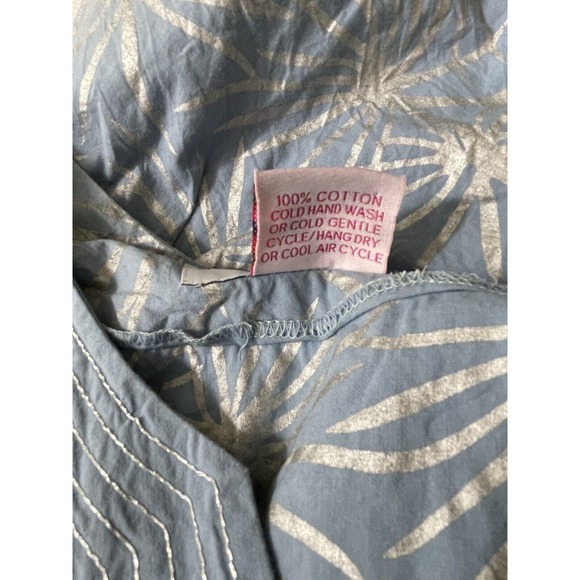 100% COTTON
COLD HAND WASH
OR COLD GENTLE
CYCLE/HANG DRY
OR COOL AIR CYCLE